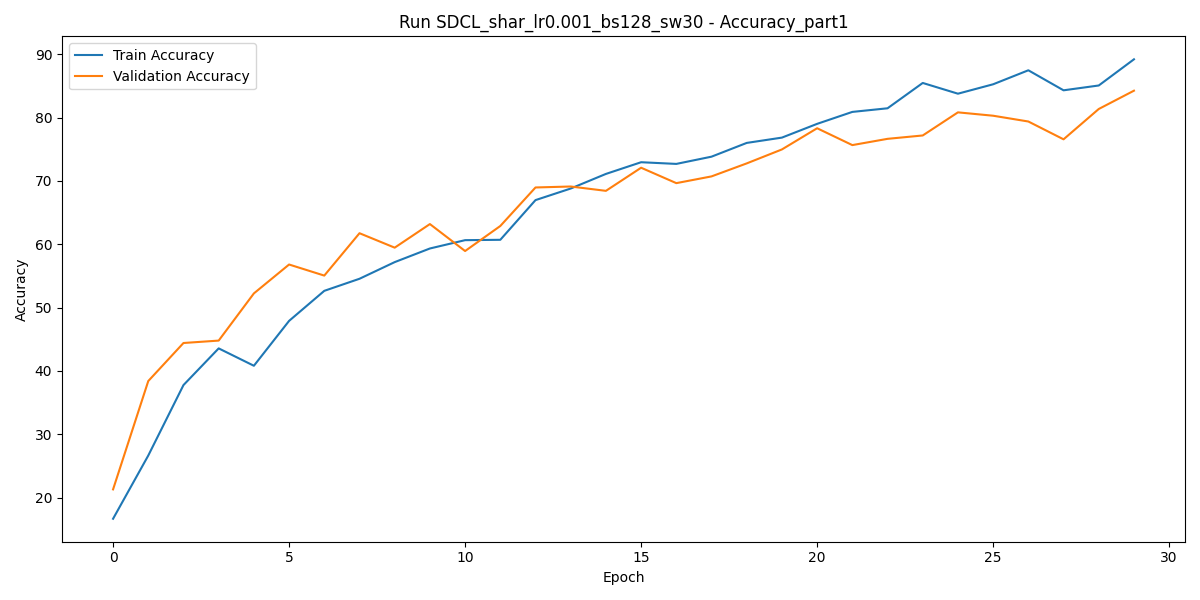 Run SDCL_shar_lr0.001_bs128_sw30 - Accuracy_part1
Train Accuracy
Validation Accuracy
90
80
70
60
50
40
30
20
Accuracy
0 5 10 15 20 25 30
Epoch